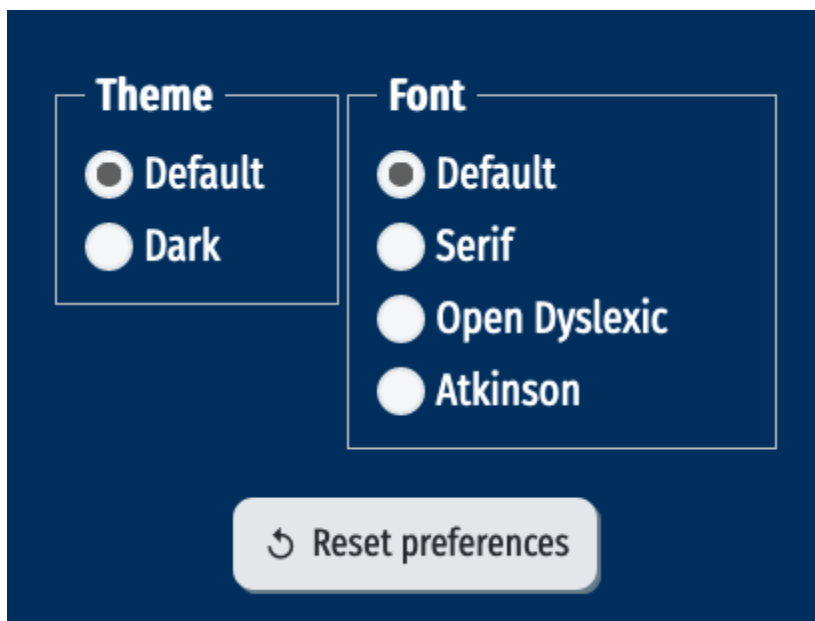 Theme
Default
Dark
Font
Default
Serif
Open Dyslexic
Atkinson
Reset preferences